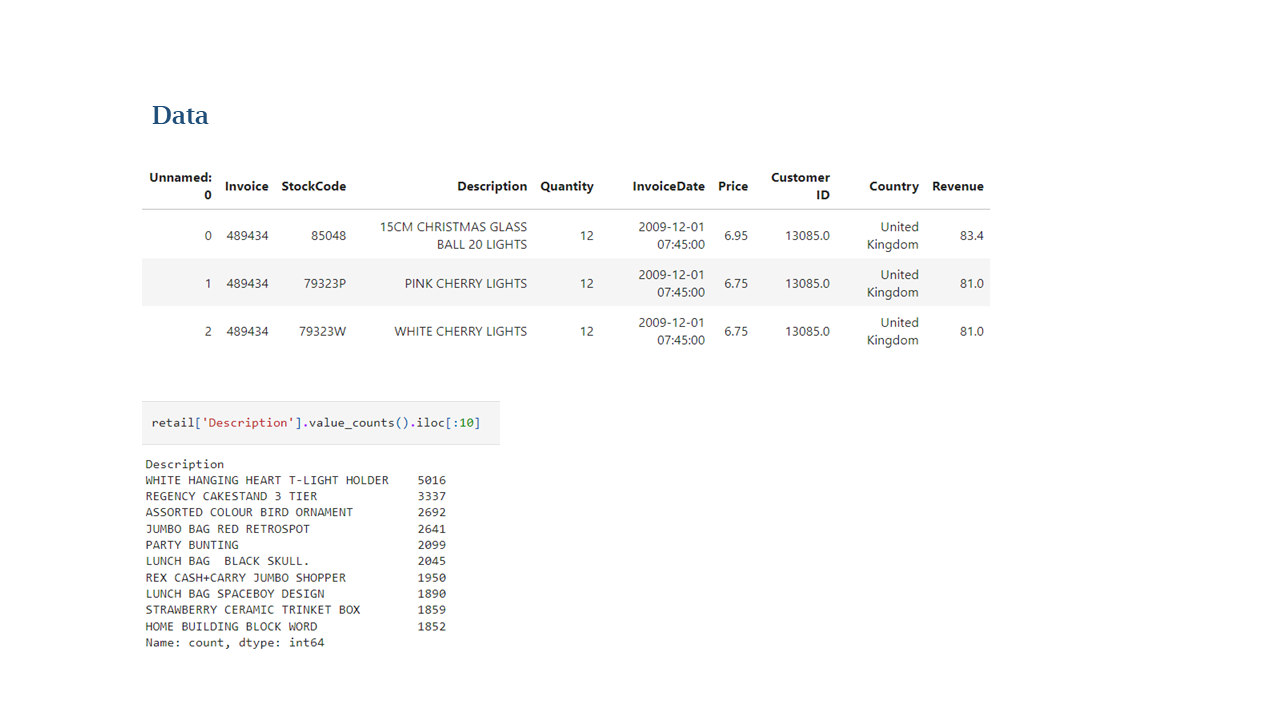 Data
Unnamed: 0 Invoice StockCode Description Quantity InvoiceDate Price Customer ID Country Revenue
0 489434 85048 15CM CHRISTMAS GLASS BALL 20 LIGHTS 12 2009-12-01 07:45:00 6.95 13085.0 United Kingdom 83.4
1 489434 79323P PINK CHERRY LIGHTS 12 2009-12-01 07:45:00 6.75 13085.0 United Kingdom 81.0
2 489434 79323W WHITE CHERRY LIGHTS 12 2009-12-01 07:45:00 6.75 13085.0 United Kingdom 81.0
retail['Description'].value_counts().iloc[:10]
Description
WHITE HANGING HEART T-LIGHT HOLDER 5016
REGENCY CAKESTAND 3 TIER 3337
ASSORTED COLOUR BIRD ORNAMENT 2692
JUMBO BAG RED RETROSPOT 2641
PARTY BUNTING 2099
LUNCH BAG  BLACK SKULL. 2045
REX CASH+CARRY JUMBO SHOPPER 1950
LUNCH BAG SPACEBOY DESIGN 1890
STRAWBERRY CERAMIC TRINKET BOX 1859
HOME BUILDING BLOCK WORD 1852
Name: count, dtype: int64